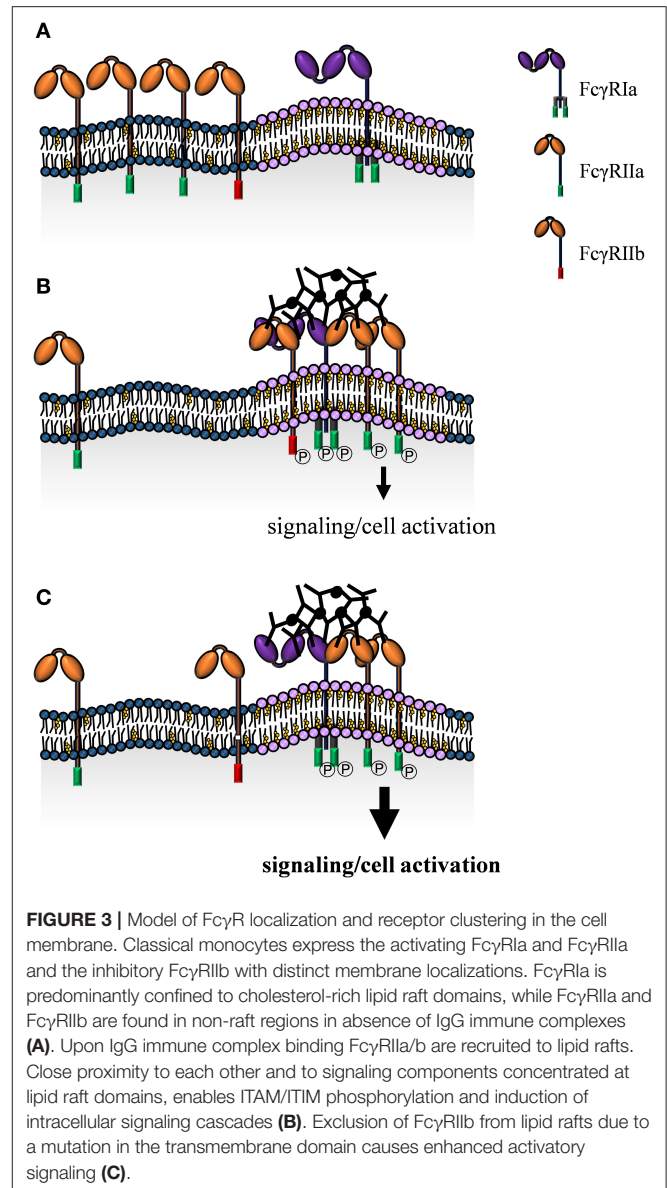 A
FcγRIa
FcγRIIa
FcγRIIb
B
P
P
P
P
P
signaling/cell activation
C
P
P
P
P
signaling/cell activation
FIGURE 3 | Model of FcγR localization and receptor clustering in the cell
membrane. Classical monocytes express the activating FcγRIa and FcγRIIa
and the inhibitory FcγRIIb with distinct membrane localizations. FcγRIa is
predominantly confined to cholesterol-rich lipid raft domains, while FcγRIIa and
FcγRIIb are found in non-raft regions in absence of IgG immune complexes
(A). Upon IgG immune complex binding FcγRIIa/b are recruited to lipid rafts.
Close proximity to each other and to signaling components concentrated at
lipid raft domains, enables ITAM/ITIM phosphorylation and induction of
intracellular signaling cascades (B). Exclusion of FcγRIIb from lipid rafts due to
a mutation in the transmembrane domain causes enhanced activatory
signaling (C).